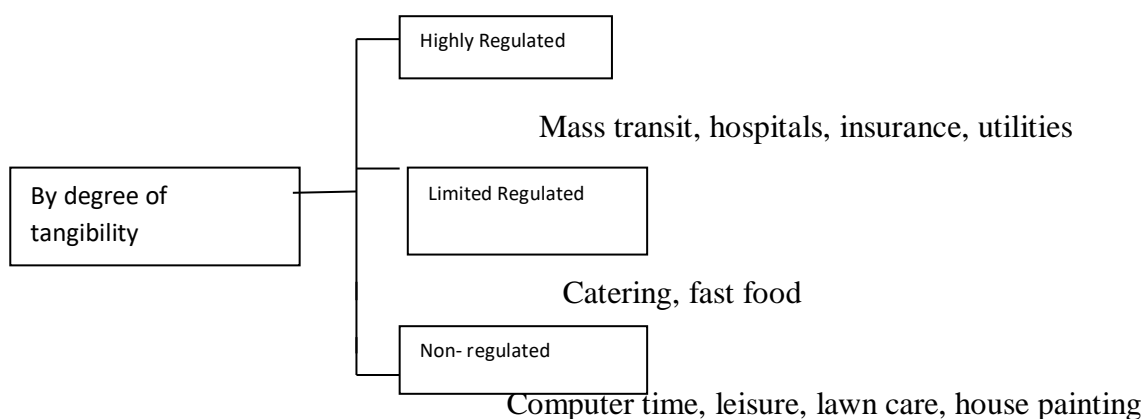 Highly Regulated
Mass transit, hospitals, insurance, utilities
By degree of
tangibility
Limited Regulated
Catering, fast food
Non- regulated
Computer time, leisure, lawn care, house painting